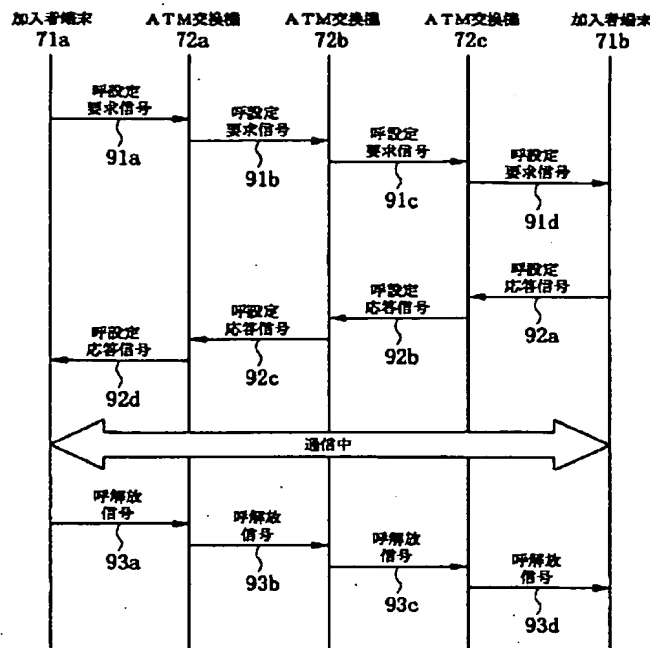 加入者端末 ATM交換機 ATM交換機 ATM交換機 加入者端末
71a 72a 72b 72c 71b
呼設定
要求信号
91a
呼設定
要求信号
91b
呼設定
要求信号
91c
呼設定
要求信号
91d
呼設定
応答信号
92a
呼設定
応答信号
92b
呼設定
応答信号
92c
呼設定
応答信号
92d
通信中
呼解放
信号
93a
呼解放
信号
93b
呼解放
信号
93c
呼解放
信号
93d